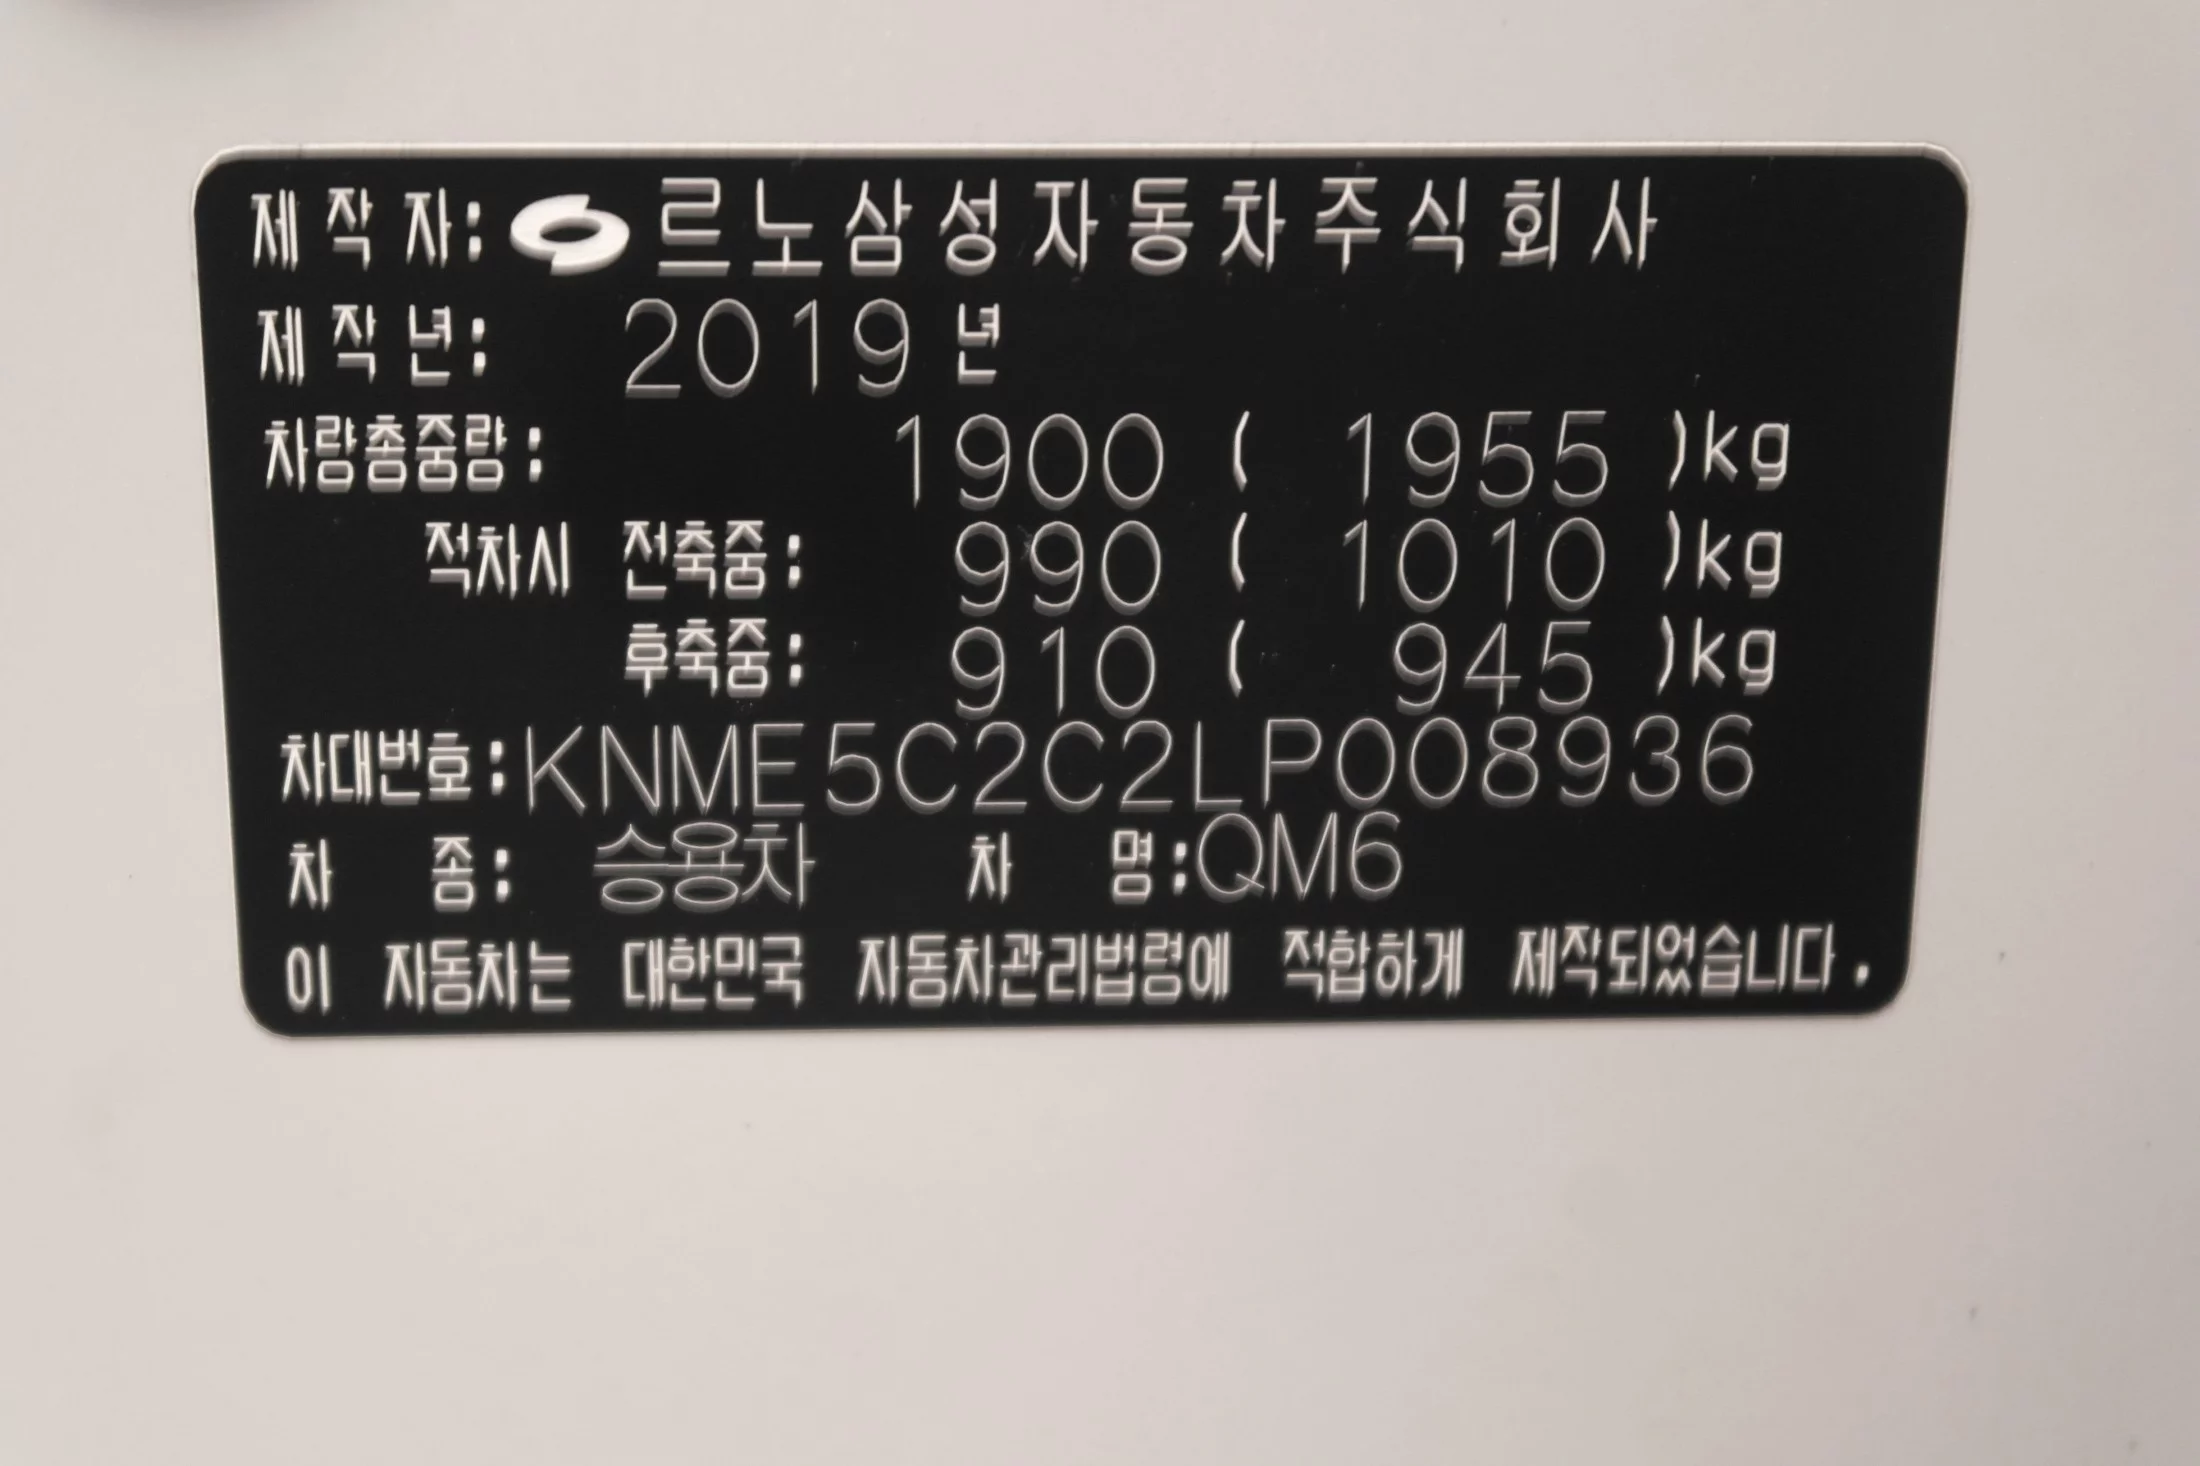 제 작 자: 르노삼성자동차주식회사
제 작 년: 2019 년
차량총중량: 1900 ( 1955 )kg
적차시 전축중: 990 ( 1010 )kg
후축중: 910 ( 945 )kg
차대번호:KNME5C2C2LP008936
차 종: 승용차 차 명:QM6
이 자동차는 대한민국 자동차관리법령에 적합하게 제작되었습니다.